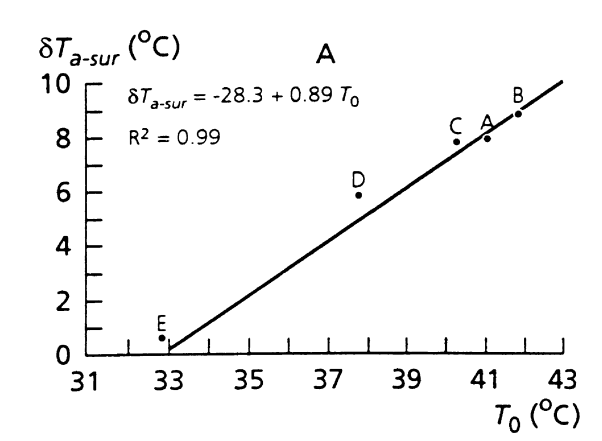 δTa-sur (°C)
A
10
δTa-sur = -28.3 + 0.89 T0
R² = 0.99
8
6
4
2
0
B
C
A
D
E
31 33 35 37 39 41 43
T0 (°C)